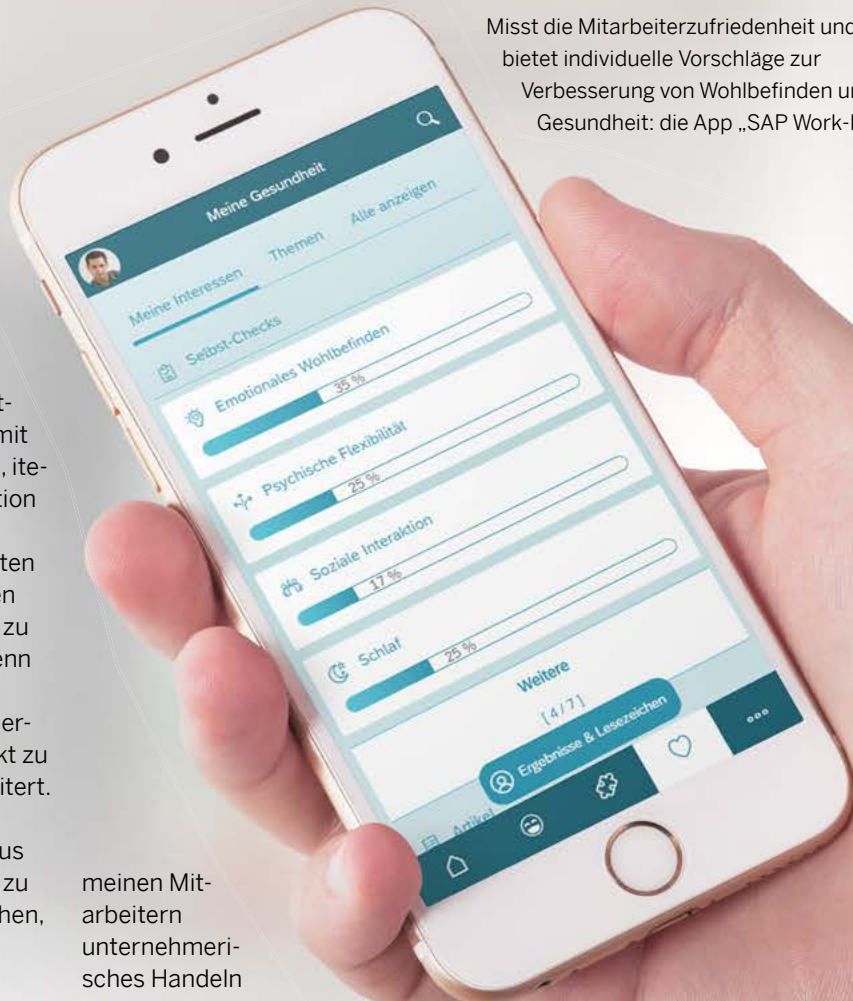 Misst die Mitarbeiterzufriedenheit und
bietet individuelle Vorschläge zur
Verbesserung von Wohlbefinden un
Gesundheit: die App „SAP Work-
Meine Gesundheit
Meine Interessen Themen Alle anzeigen
Selbst-Checks
Emotionales Wohlbefinden
35 %
Psychische Flexibilität
25 %
Soziale Interaktion
17 %
Schlaf
25 %
Weitere
[4/7]
Ergebnisse & Lesezeichen
Artikel
t-
mit
, ite-
tion
ten
en
zu
enn
er-
kt zu
itert.
us
zu
hen,
meinen Mit-
arbeitern
unternehmeri-
sches Handeln